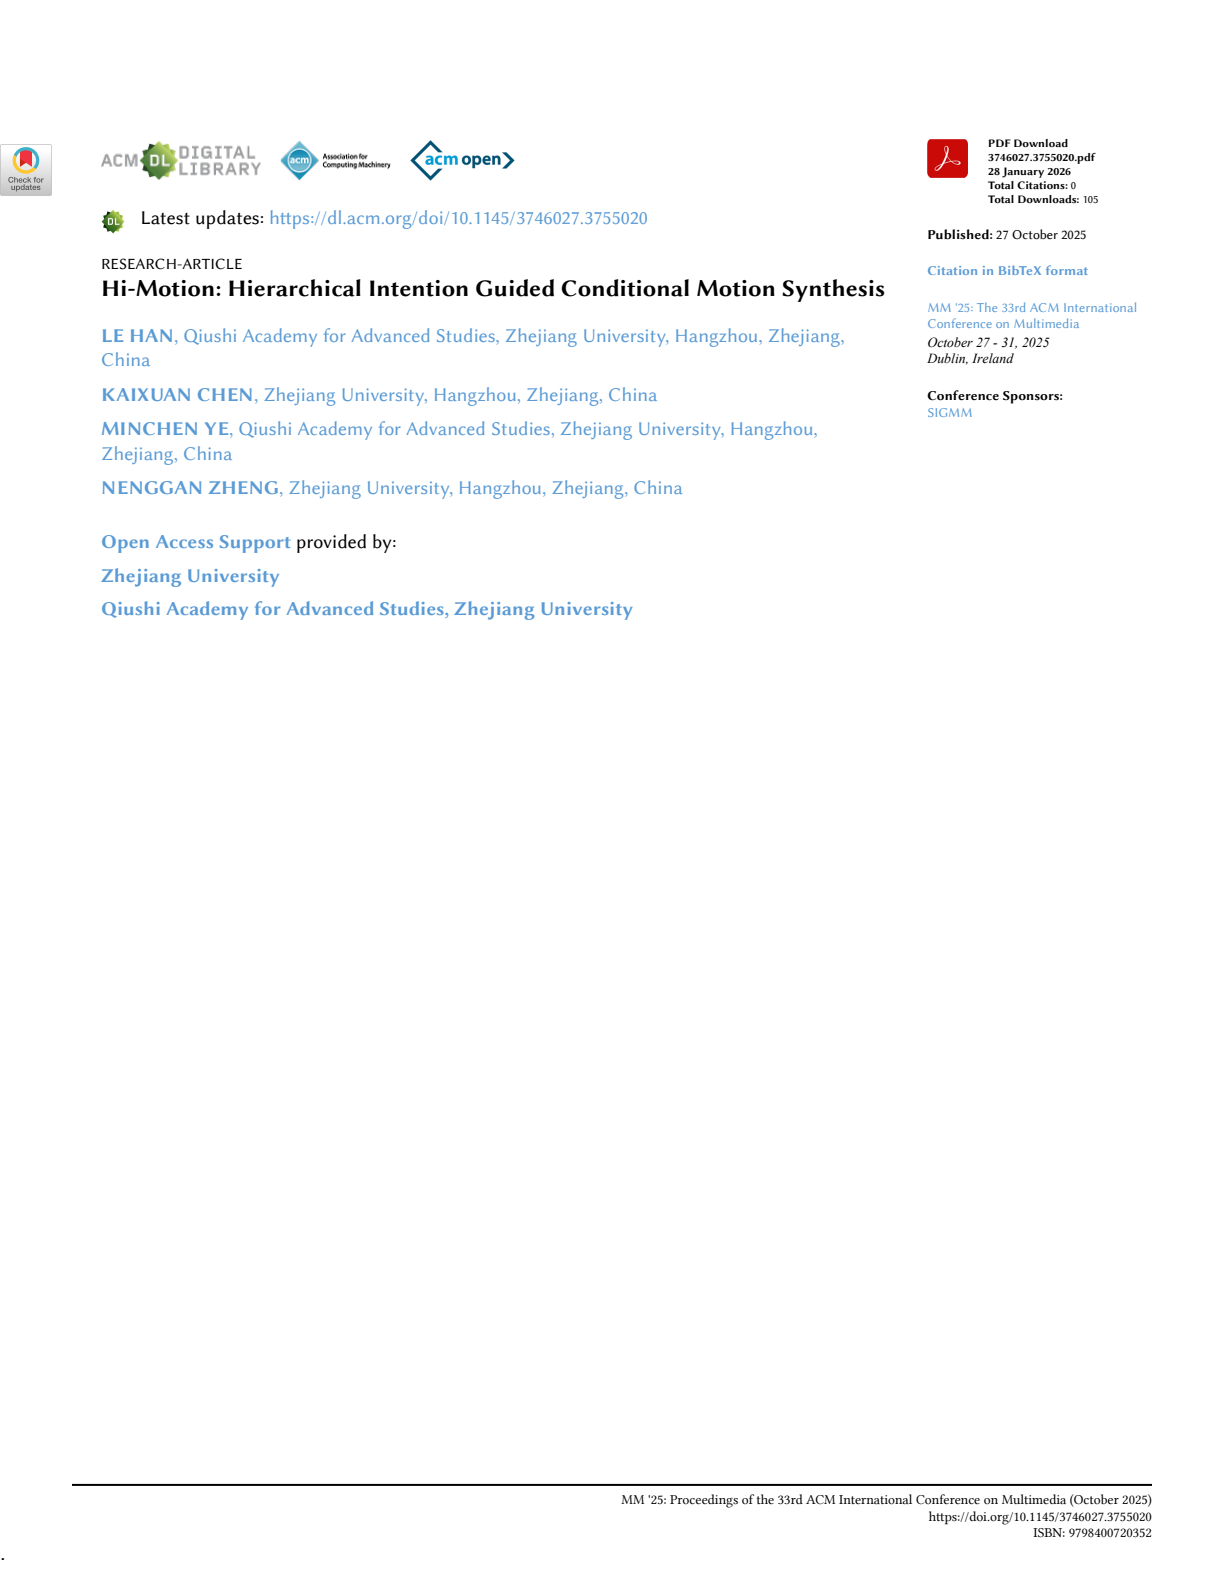 Check for
updates
ACM DL DIGITAL
LIBRARY
acm
Association for
Computing Machinery
acm open
Latest updates: https://dl.acm.org/doi/10.1145/3746027.3755020
DL
RESEARCH-ARTICLE
Hi-Motion: Hierarchical Intention Guided Conditional Motion Synthesis
LE HAN, Qiushi Academy for Advanced Studies, Zhejiang University, Hangzhou, Zhejiang,
China
KAIXUAN CHEN, Zhejiang University, Hangzhou, Zhejiang, China
MINCHEN YE, Qiushi Academy for Advanced Studies, Zhejiang University, Hangzhou,
Zhejiang, China
NENGGAN ZHENG, Zhejiang University, Hangzhou, Zhejiang, China
Open Access Support provided by:
Zhejiang University
Qiushi Academy for Advanced Studies, Zhejiang University
PDF Download
3746027.3755020.pdf
28 January 2026
Total Citations: 0
Total Downloads: 105
Published: 27 October 2025
Citation in BibTeX format
MM '25: The 33rd ACM International
Conference on Multimedia
October 27 - 31, 2025
Dublin, Ireland
Conference Sponsors:
SIGMM
MM '25: Proceedings of the 33rd ACM International Conference on Multimedia (October 2025)
https://doi.org/10.1145/3746027.3755020
ISBN: 9798400720352
.